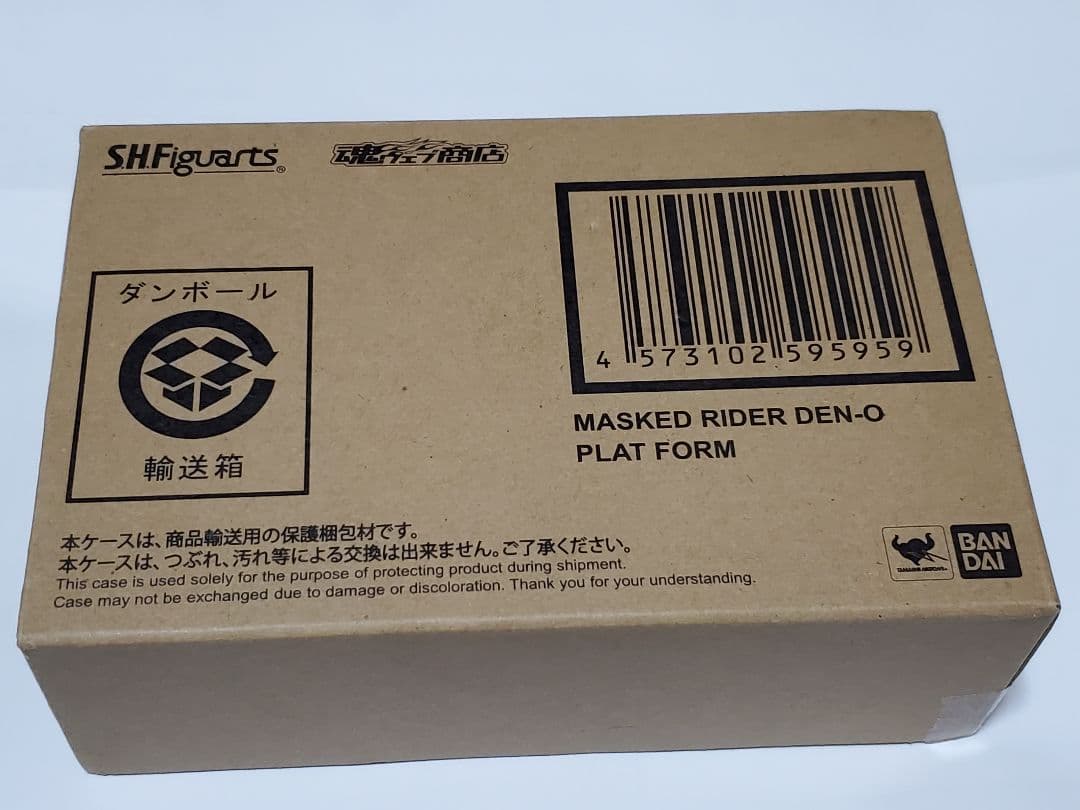 S.H.Figuarts®
魂ウェブ商店
ダンボール
輸送箱
4 573102 595959
MASKED RIDER DEN-O
PLAT FORM
本ケースは、商品輸送用の保護梱包材です。
本ケースは、つぶれ、汚れ等による交換は出来ません。ご了承ください。
This case is used solely for the purpose of protecting product during shipment.
Case may not be exchanged due to damage or discoloration. Thank you for your understanding.
TAMASHII NATIONS
BAN
DAI